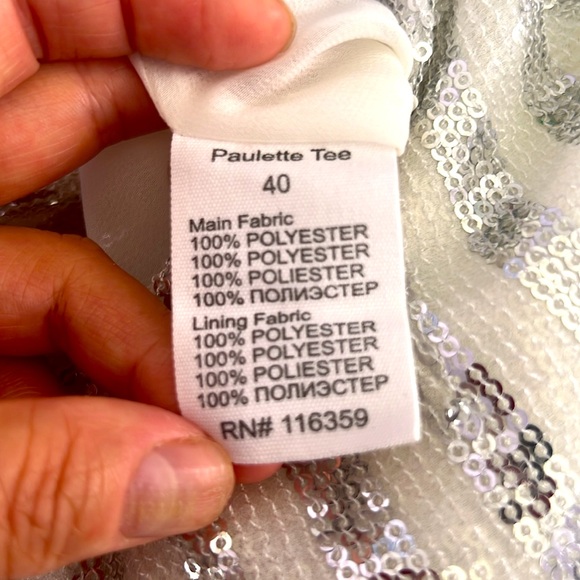 Paulette Tee
40
Main Fabric
100% POLYESTER
100% POLYESTER
100% POLIESTER
100% ПОЛИЭСТЕР
Lining Fabric
100% POLYESTER
100% POLYESTER
100% POLIESTER
100% ПОЛИЭСТЕР
RN# 116359